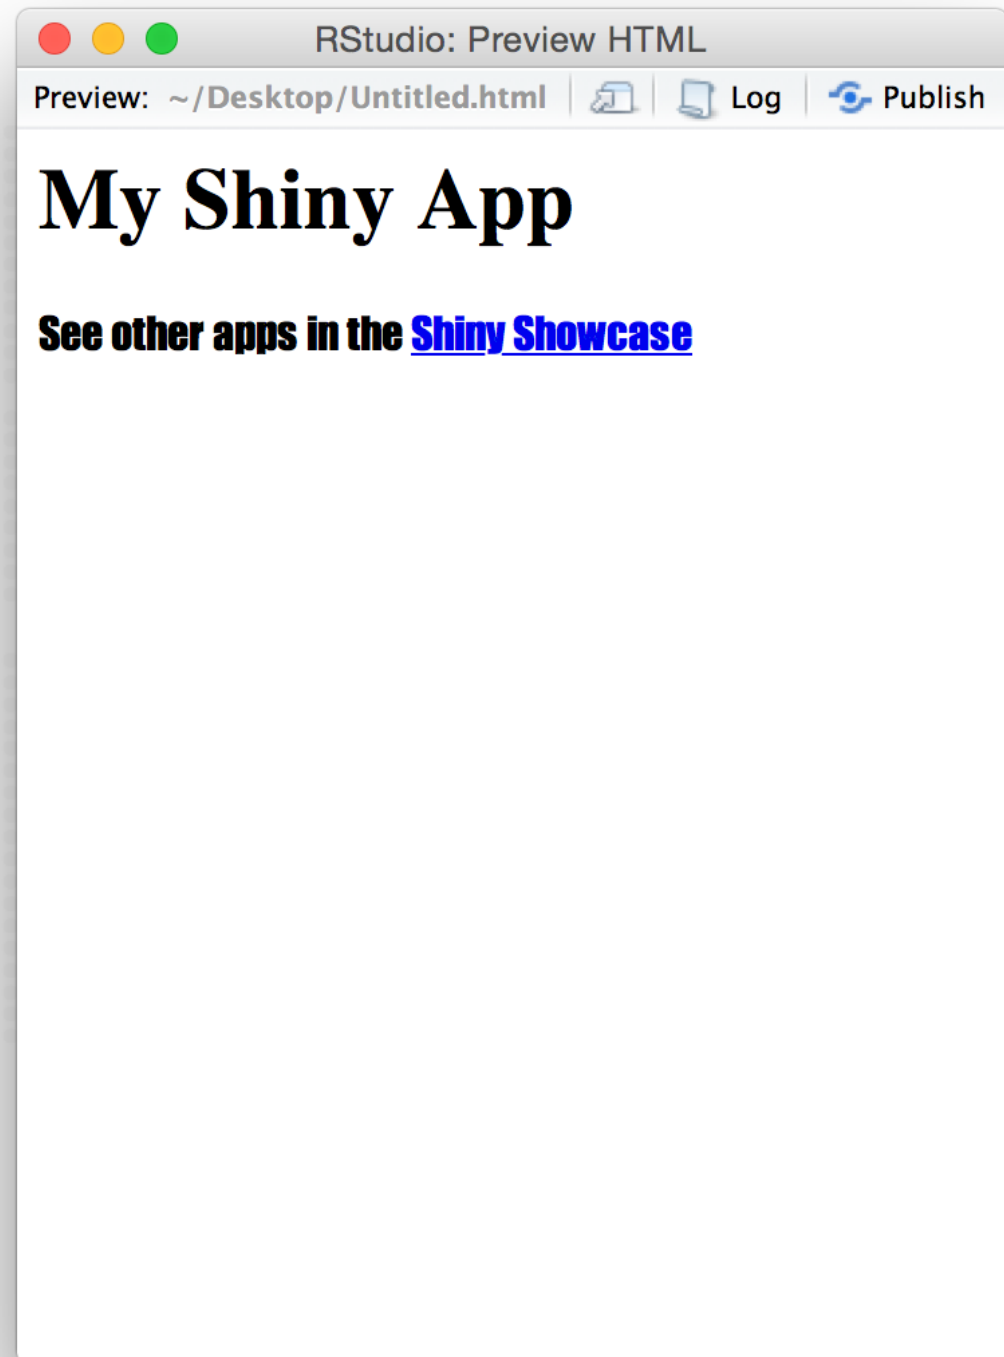 RStudio: Preview HTML
Preview: ~/Desktop/Untitled.html Log Publish
My Shiny App
See other apps in the Shiny Showcase